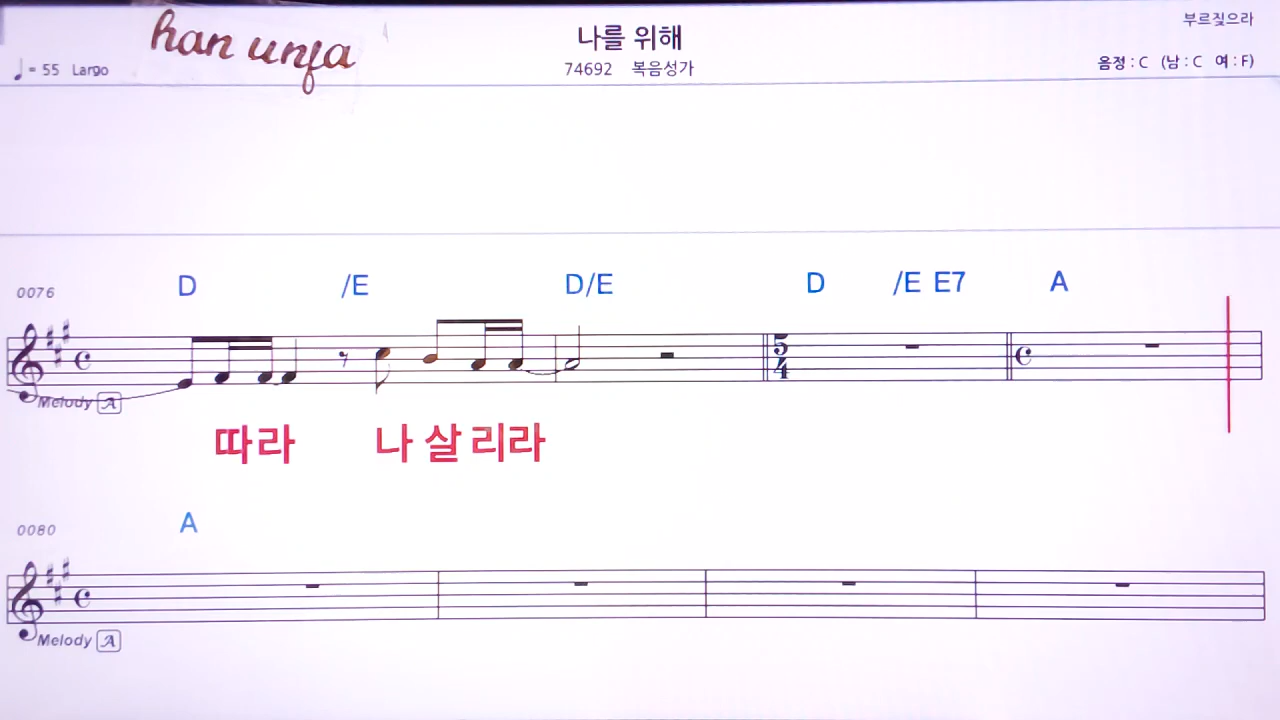 han unfa
나를 위해
부르짖으라
♩= 55 Largo
74692 복음성가
음정 : C (남 : C 여 : F)
D /E D/E D /E E7 A
0076
5
4
Melody A
따라 나 살 리라
A
0080
Melody A